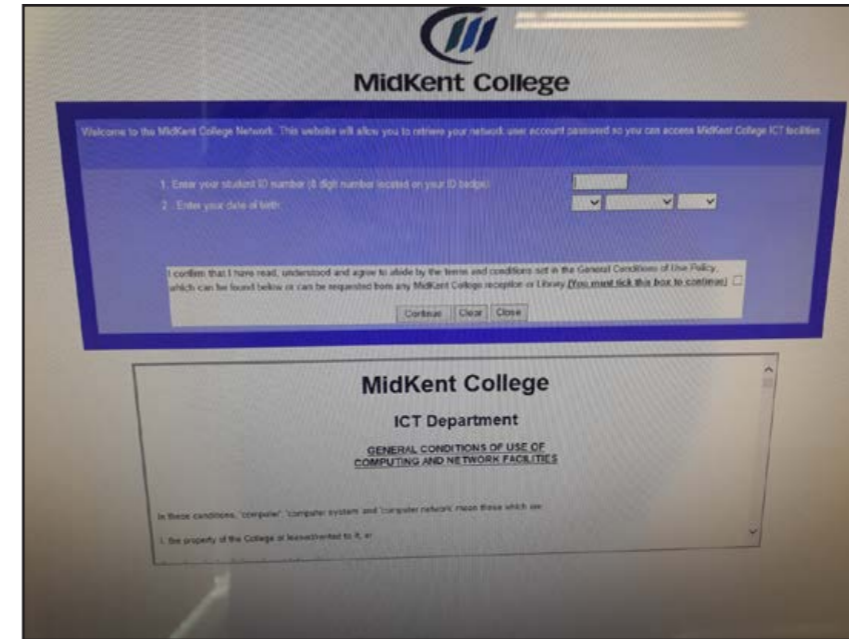 MidKent College
Welcome to the MidKent College Network. This website will allow you to retrieve your network user account password so you can access MidKent College ICT facilities.
1. Enter your student ID number (8 digit number located on your ID badge):
2. Enter your date of birth:
I confirm that I have read, understood and agree to abide by the terms and conditions set in the General Conditions of Use Policy,
which can be found below or can be requested from any MidKent College reception or Library (You must tick this box to continue)
Continue Clear Close
MidKent College
ICT Department
GENERAL CONDITIONS OF USE OF
COMPUTING AND NETWORK FACILITIES
In these conditions, 'computer', 'computer system' and 'computer network' mean those which are:
the property of the College or leased/rented to it, or